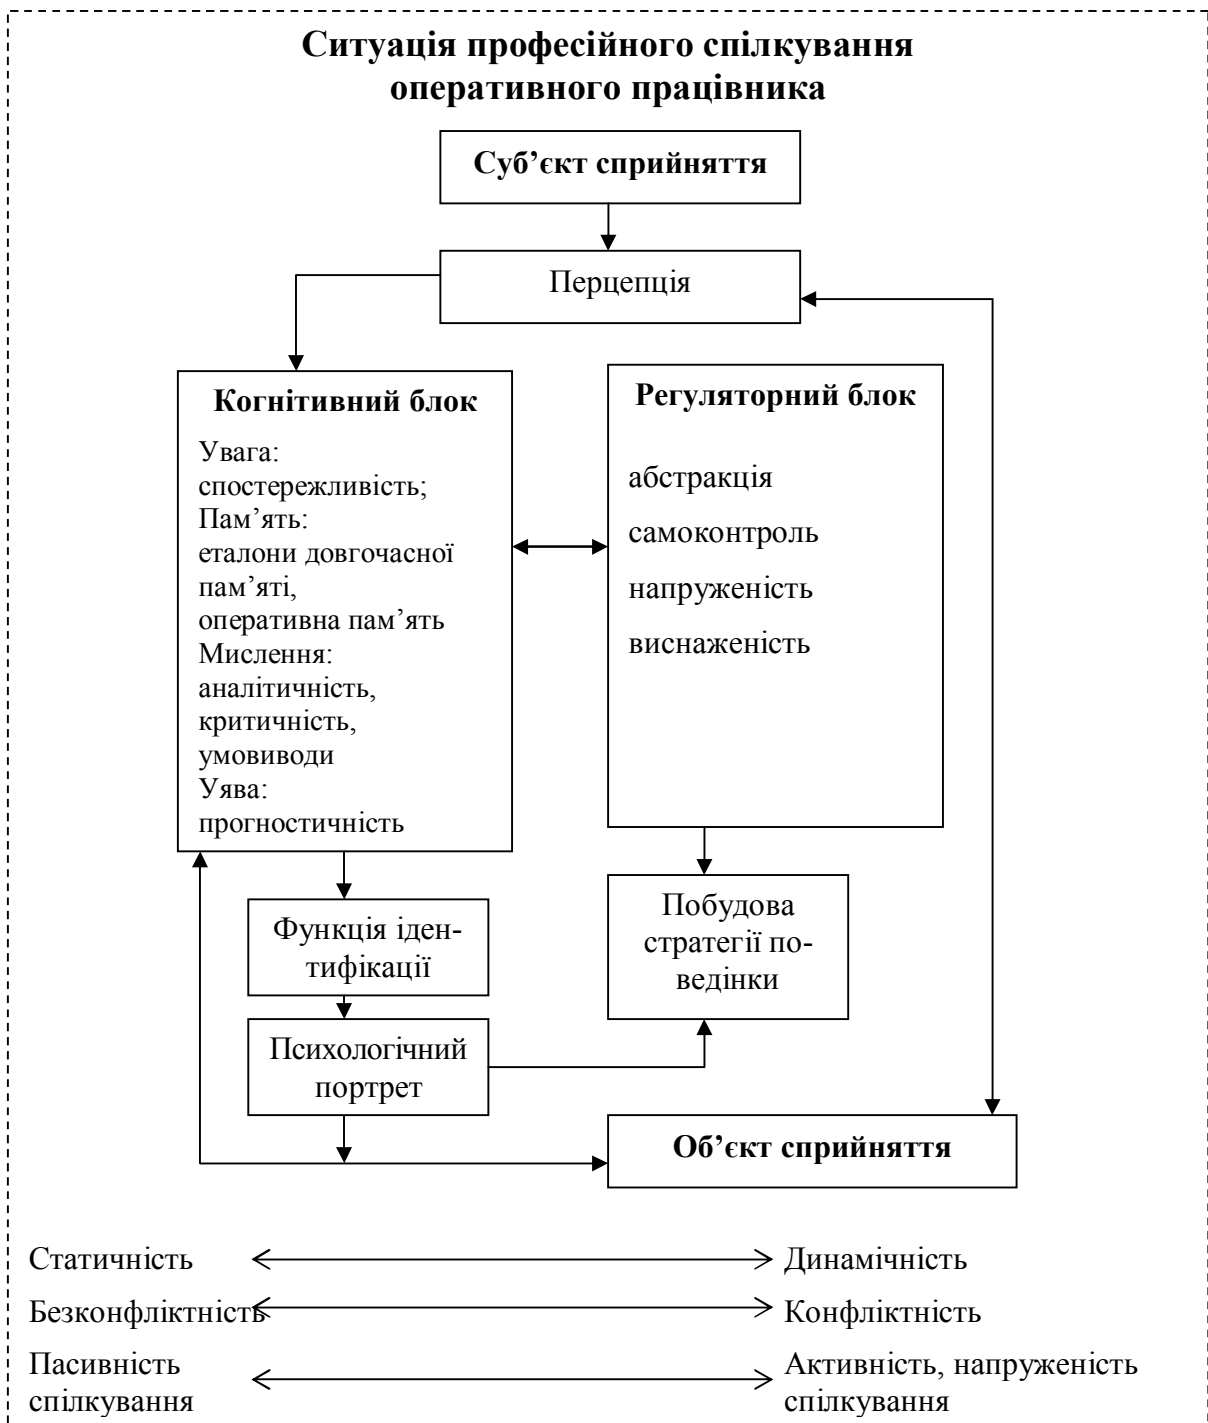 Ситуація професійного спілкування
оперативного працівника
Суб’єкт сприйняття
Перцепція
Когнітивний блок
Увага:
спостережливість;
Пам’ять:
еталони довгочасної
пам’яті,
оперативна пам’ять
Мислення:
аналітичність,
критичність,
умовиводи
Уява:
прогностичність
Регуляторний блок
абстракція
самоконтроль
напруженість
виснаженість
Функція іден-
тифікації
Побудова
стратегії по-
ведінки
Психологічний
портрет
Об’єкт сприйняття
Статичність
Динамічність
Безконфліктність
Конфліктність
Пасивність
спілкування
Активність, напруженість
спілкування